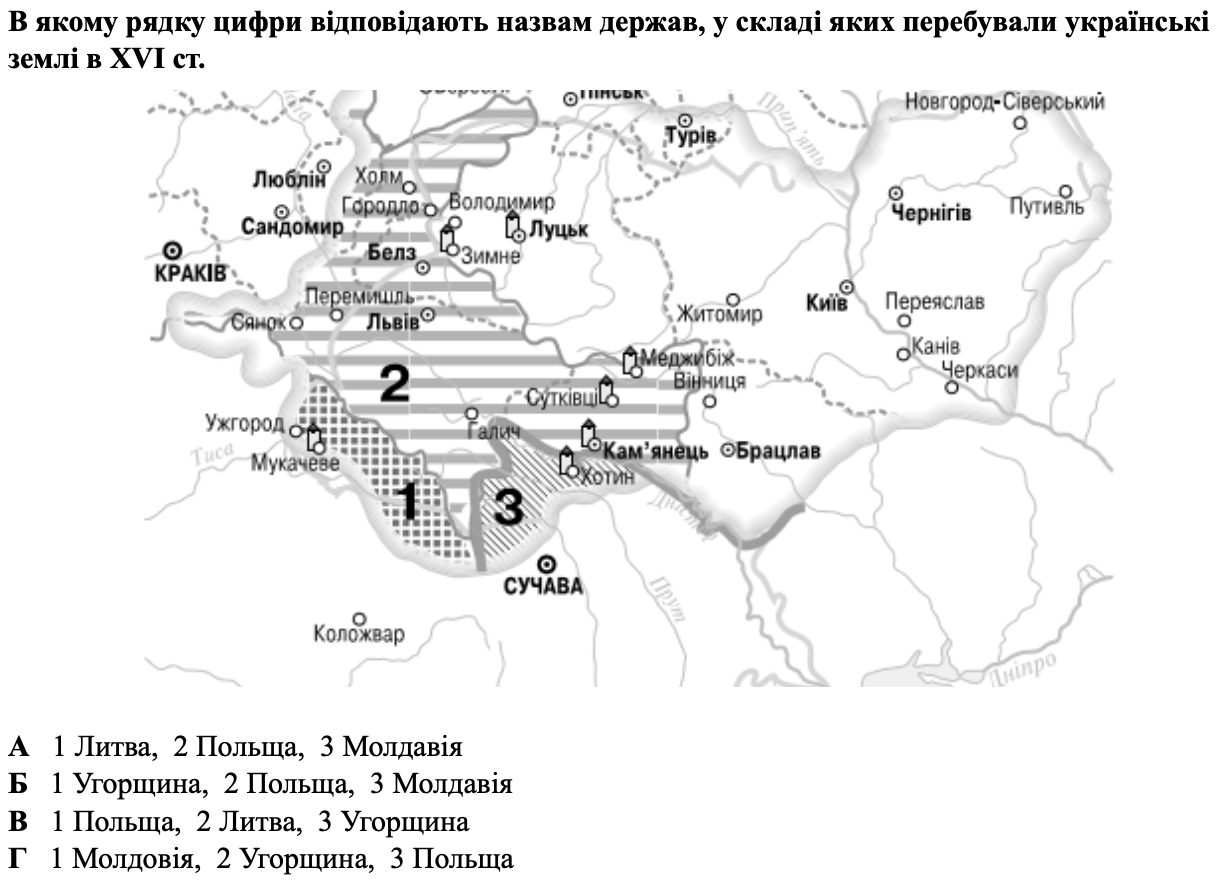 В якому рядку цифри відповідають назвам держав, у складі яких перебували українські
землі в XVI ст.
Пінськ
Новгород-Сіверський
Прип'ять
Турів
Люблін
Холм
Городло
Володимир
Чернігів
Путивль
Сандомир
Луцьк
Белз
Зимне
КРАКІВ
Перемишль
Житомир
Київ
Переяслав
Сянок
Львів
Канів
Меджибіж
Черкаси
2
Вінниця
Сутківці
Ужгород
Галич
Тиса
Мукачеве
Кам'янець
Брацлав
Хотин
1
3
Дністер
СУЧАВА
Прут
Коложвар
Дніпро
А 1 Литва, 2 Польща, 3 Молдавія
Б 1 Угорщина, 2 Польща, 3 Молдавія
В 1 Польща, 2 Литва, 3 Угорщина
Г 1 Молдовія, 2 Угорщина, 3 Польща